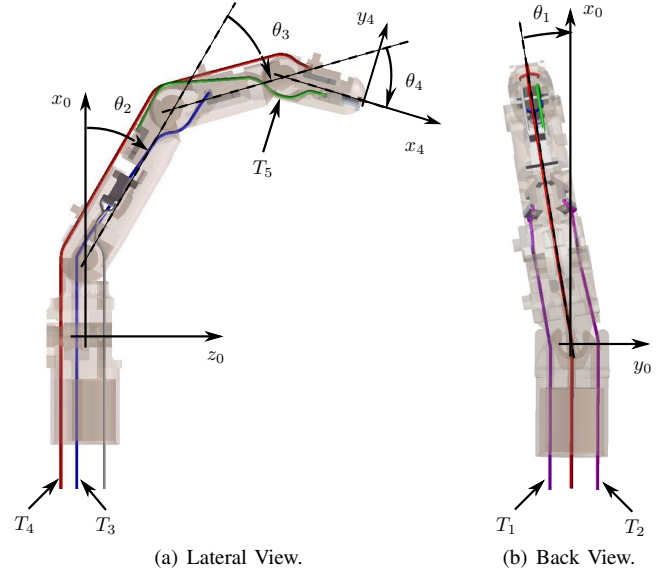 θ₁
x₀
y₄
θ₃
θ₄
x₀
θ₂
x₄
T₅
z₀
y₀
T₄
T₃
T₁
T₂
(a) Lateral View.
(b) Back View.